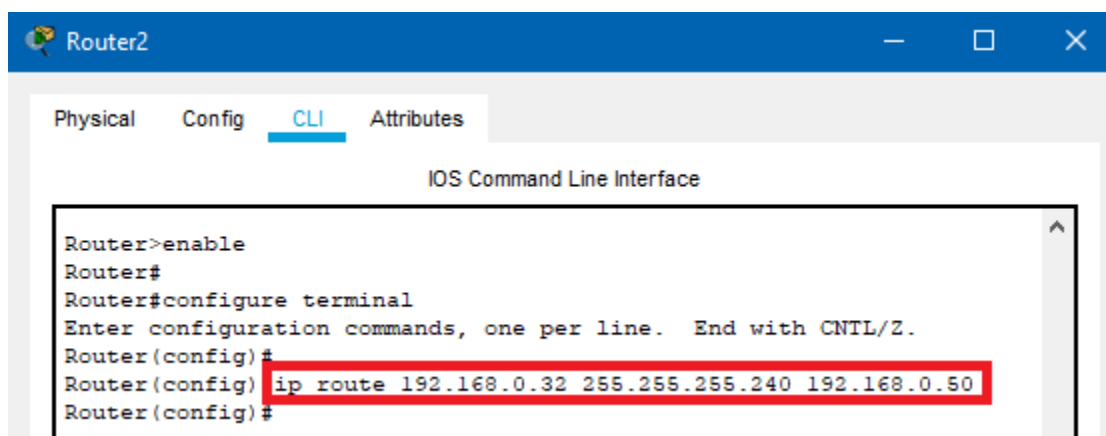 Router2
Physical Config CLI Attributes
IOS Command Line Interface
Router>enable
Router#
Router#configure terminal
Enter configuration commands, one per line.  End with CNTL/Z.
Router(config)#
Router(config) ip route 192.168.0.32 255.255.255.240 192.168.0.50
Router(config)#